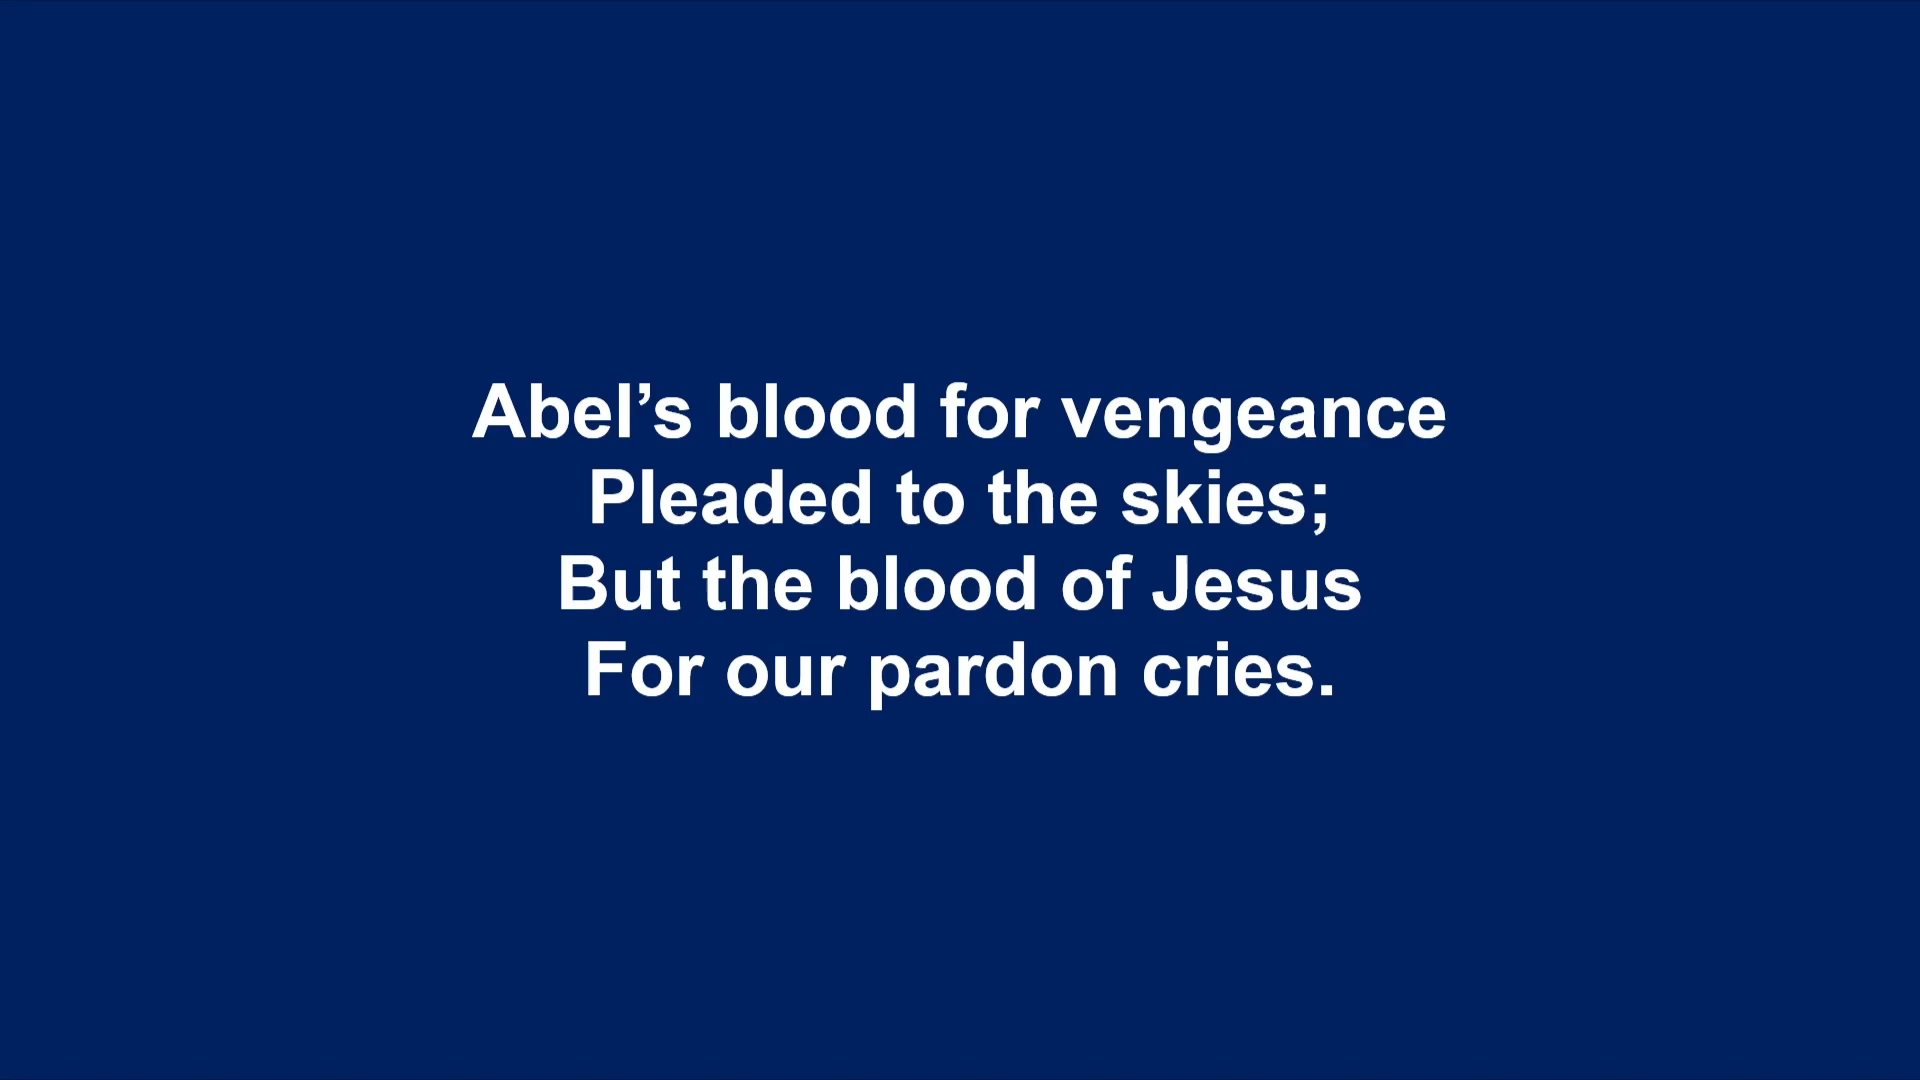 Abel’s blood for vengeance
Pleaded to the skies;
But the blood of Jesus
For our pardon cries.